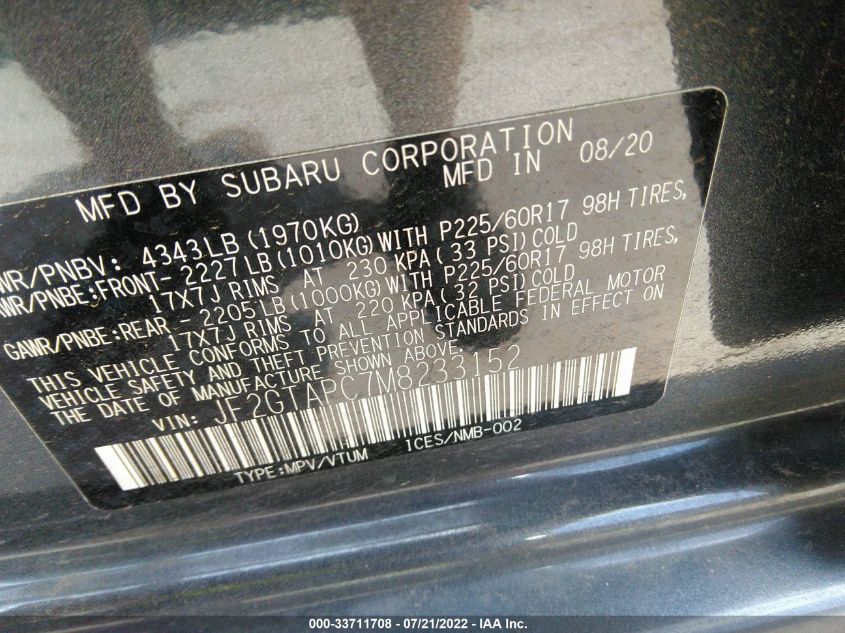 MFD BY SUBARU CORPORATION
MFD IN 08/20
WR/PNBV: 4343LB(1970KG)
AWR/PNBE:FRONT- 2227LB(1010KG)WITH P225/60R17 98H TIRES,
17X7J RIMS AT 230 KPA(33 PSI)COLD
GAWR/PNBE:REAR - 2205LB(1000KG)WITH P225/60R17 98H TIRES,
17X7J RIMS AT 220 KPA(32 PSI)COLD
THIS VEHICLE CONFORMS TO ALL APPLICABLE FEDERAL MOTOR
VEHICLE SAFETY AND THEFT PREVENTION STANDARDS IN EFFECT ON
THE DATE OF MANUFACTURE SHOWN ABOVE.
VIN: JF2GTAPC7M8233152
TYPE:MPV/VTUM ICES/NMB-002
000-33711708 - 07/21/2022 - IAA Inc.